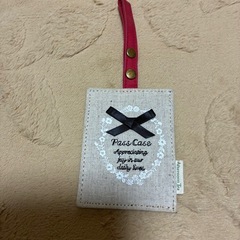 Pass Case
Appreciating
joy in our
daily lives